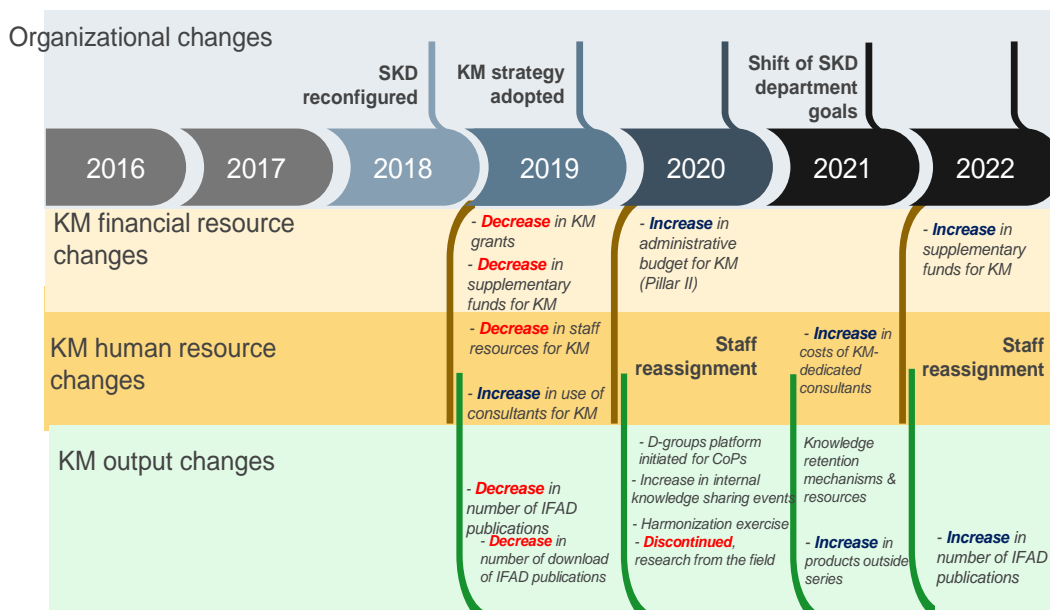 Organizational changes
SKD
reconfigured
KM strategy
adopted
Shift of SKD
department
goals
2016
2017
2018
2019
2020
2021
2022
KM financial resource
changes
- Decrease in KM
grants
- Decrease in
supplementary
funds for KM
- Increase in
administrative
budget for KM
(Pillar II)
- Increase in
supplementary
funds for KM
KM human resource
changes
- Decrease in staff
resources for KM
- Increase in use of
consultants for KM
Staff
reassignment
- Increase in
costs of KM-
dedicated
consultants
Staff
reassignment
KM output changes
- Decrease in
number of IFAD
publications
- Decrease in
number of download
of IFAD publications
- D-groups platform
initiated for CoPs
- Increase in internal
knowledge sharing events
- Harmonization exercise
- Discontinued,
research from the field
Knowledge
retention
mechanisms &
resources
- Increase in
products outside
series
- Increase in
number of IFAD
publications